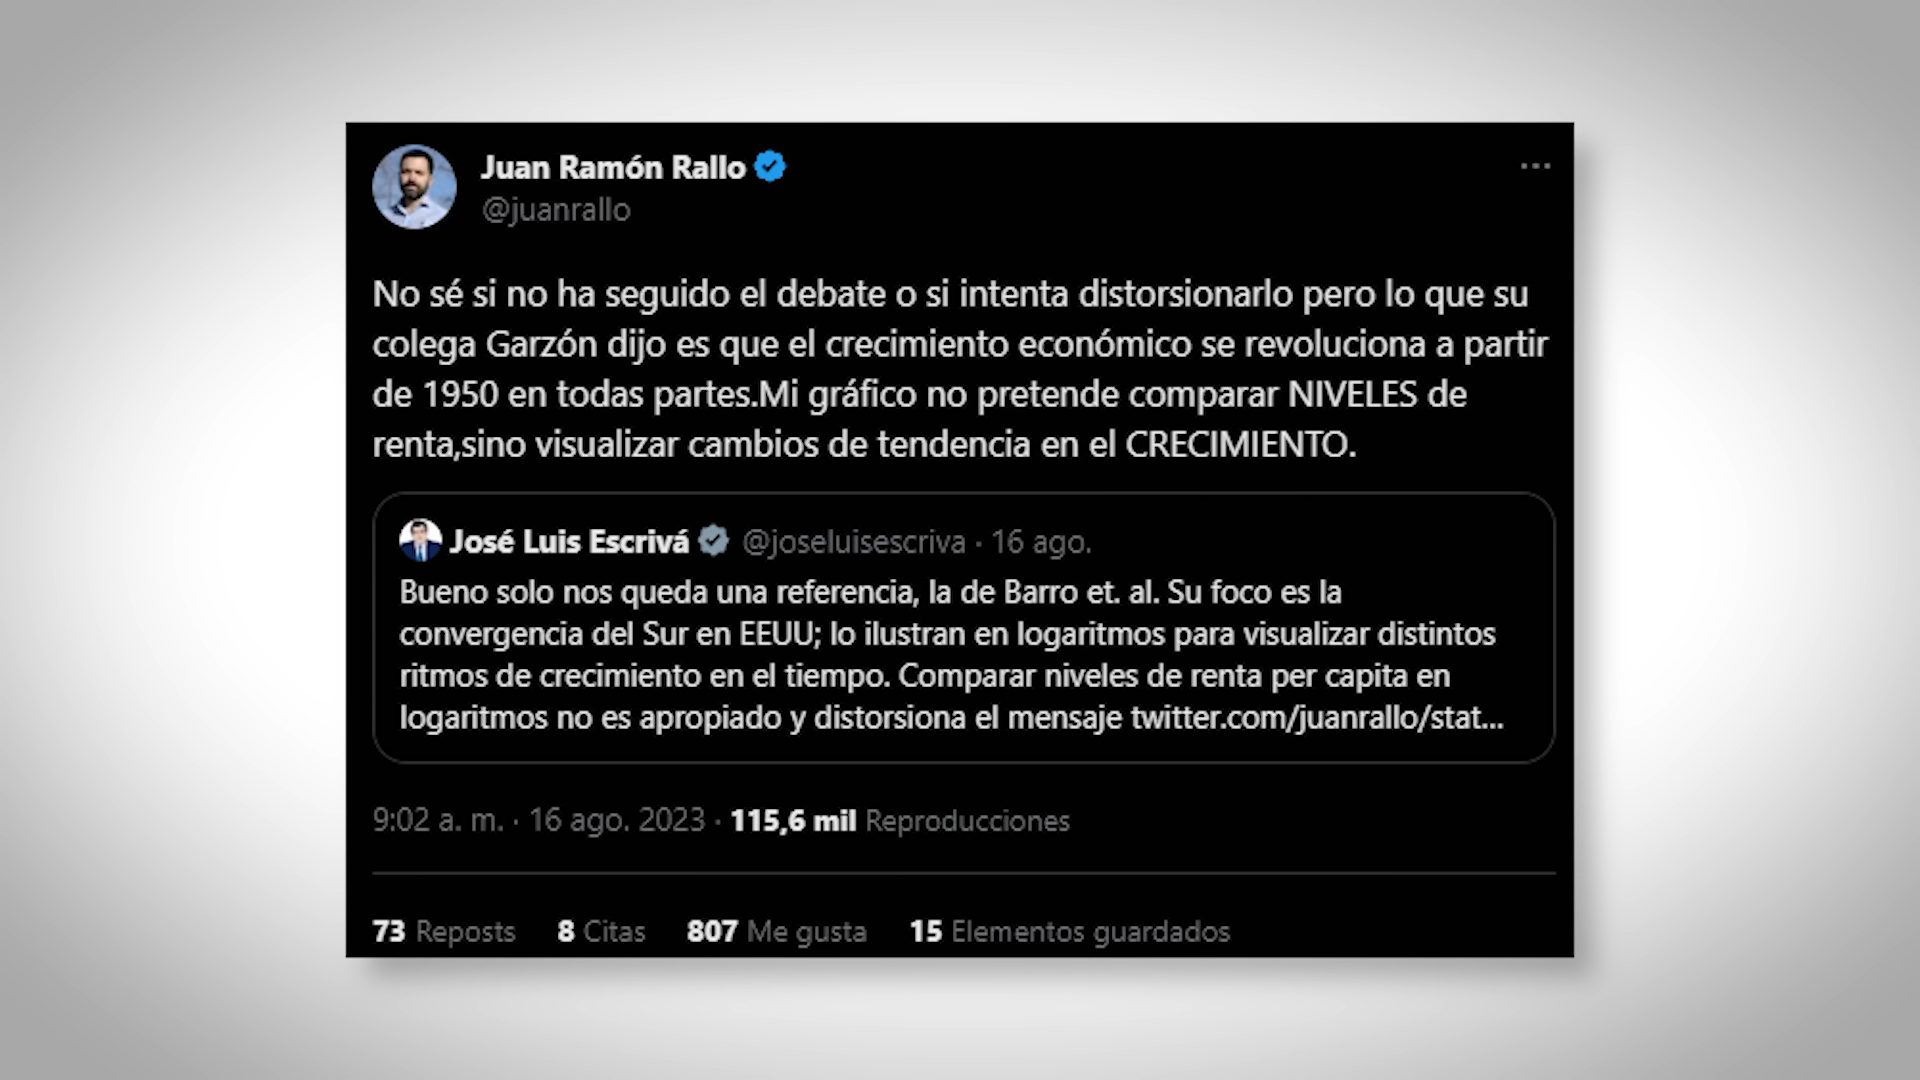 Juan Ramón Rallo
@juanrallo
No sé si no ha seguido el debate o si intenta distorsionarlo pero lo que su
colega Garzón dijo es que el crecimiento económico se revoluciona a partir
de 1950 en todas partes.Mi gráfico no pretende comparar NIVELES de
renta,sino visualizar cambios de tendencia en el CRECIMIENTO.
José Luis Escrivá @joseluisescriva · 16 ago.
Bueno solo nos queda una referencia, la de Barro et. al. Su foco es la
convergencia del Sur en EEUU; lo ilustran en logaritmos para visualizar distintos
ritmos de crecimiento en el tiempo. Comparar niveles de renta per capita en
logaritmos no es apropiado y distorsiona el mensaje twitter.com/juanrallo/stat...
9:02 a. m. · 16 ago. 2023 · 115,6 mil Reproducciones
73 Reposts 8 Citas 807 Me gusta 15 Elementos guardados